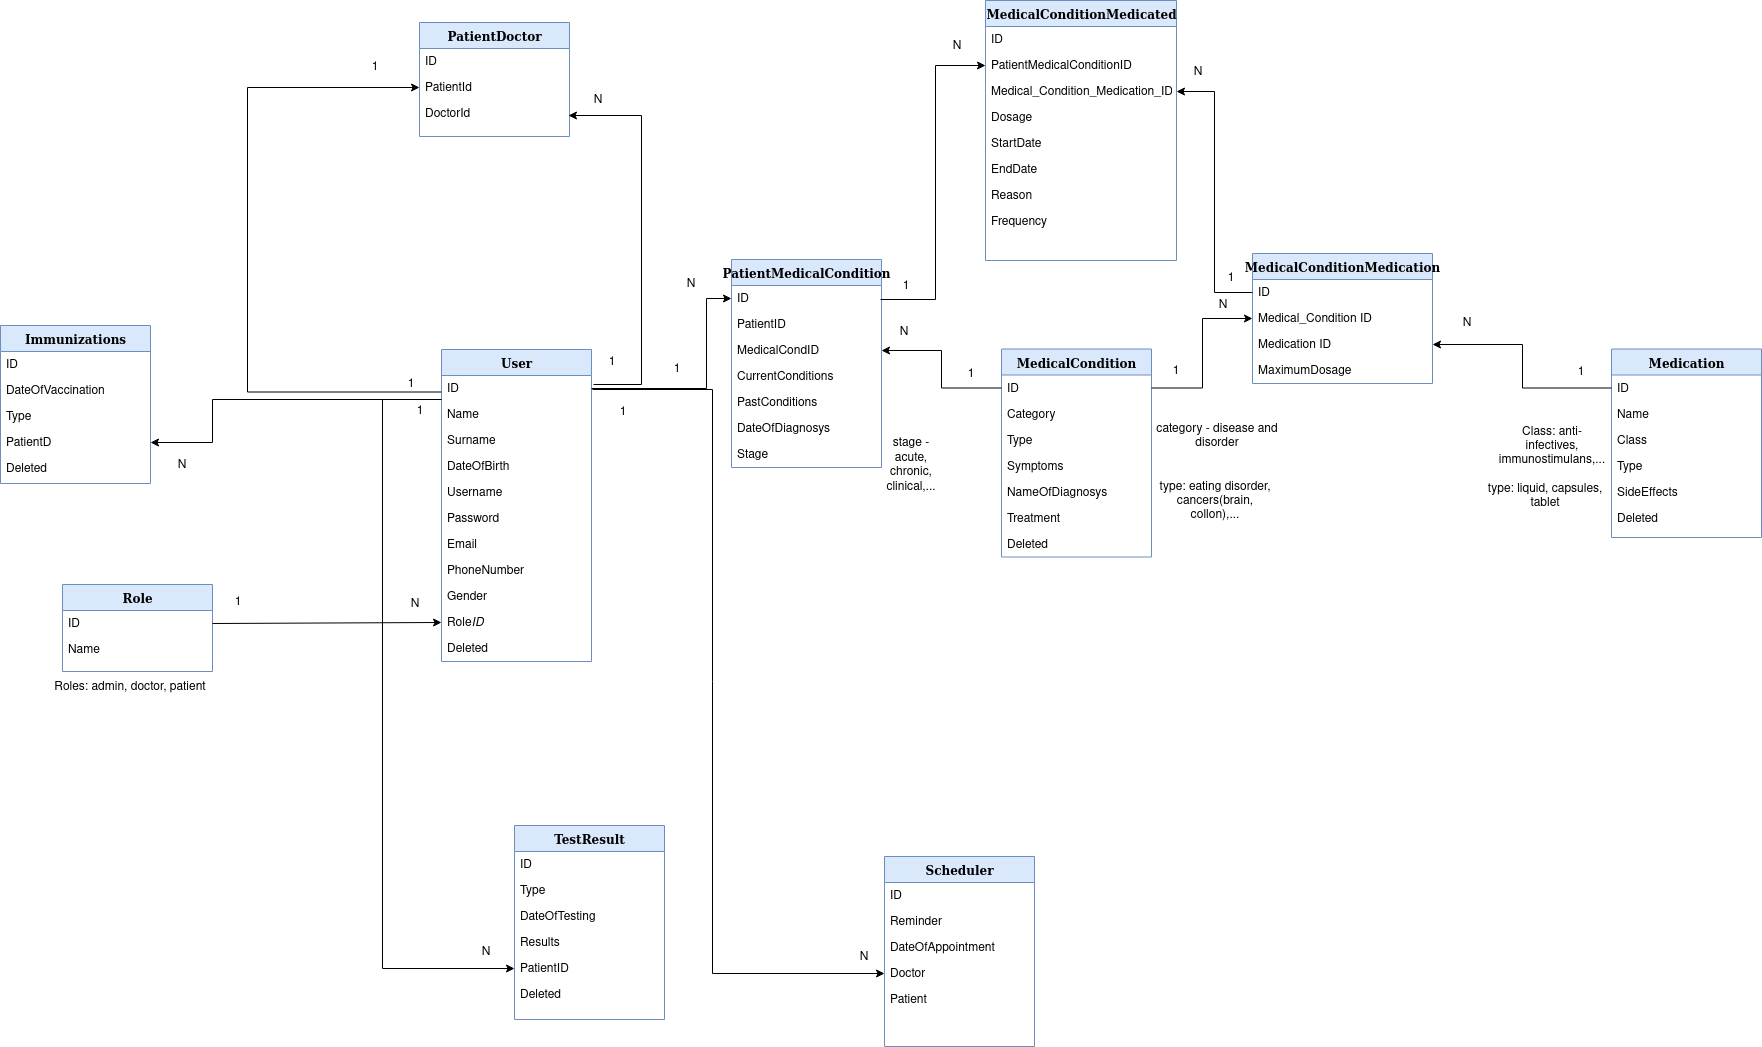 PatientDoctor
ID
PatientId
DoctorId
1
N
MedicalConditionMedicated
ID
PatientMedicalConditionID
Medical_Condition_Medication_ID
Dosage
StartDate
EndDate
Reason
Frequency
N
N
PatientMedicalCondition
ID
PatientID
MedicalCondID
CurrentConditions
PastConditions
DateOfDiagnosys
Stage
N
1
N
1
stage -
acute,
chronic,
clinical,...
MedicalConditionMedication
ID
Medical_Condition ID
Medication ID
MaximumDosage
1
N
N
Immunizations
ID
DateOfVaccination
Type
PatientD
Deleted
N
User
ID
Name
Surname
DateOfBirth
Username
Password
Email
PhoneNumber
Gender
RoleID
Deleted
1
1
1
1
1
N
MedicalCondition
ID
Category
Type
Symptoms
NameOfDiagnosys
Treatment
Deleted
1
category - disease and
disorder
type: eating disorder,
cancers(brain,
collon),...
Medication
ID
Name
Class
Type
SideEffects
Deleted
1
Class: anti-
infectives,
immunostimulans,...
type: liquid, capsules,
tablet
Role
ID
Name
1
Roles: admin, doctor, patient
TestResult
ID
Type
DateOfTesting
Results
PatientID
Deleted
N
Scheduler
ID
Reminder
DateOfAppointment
Doctor
Patient
N